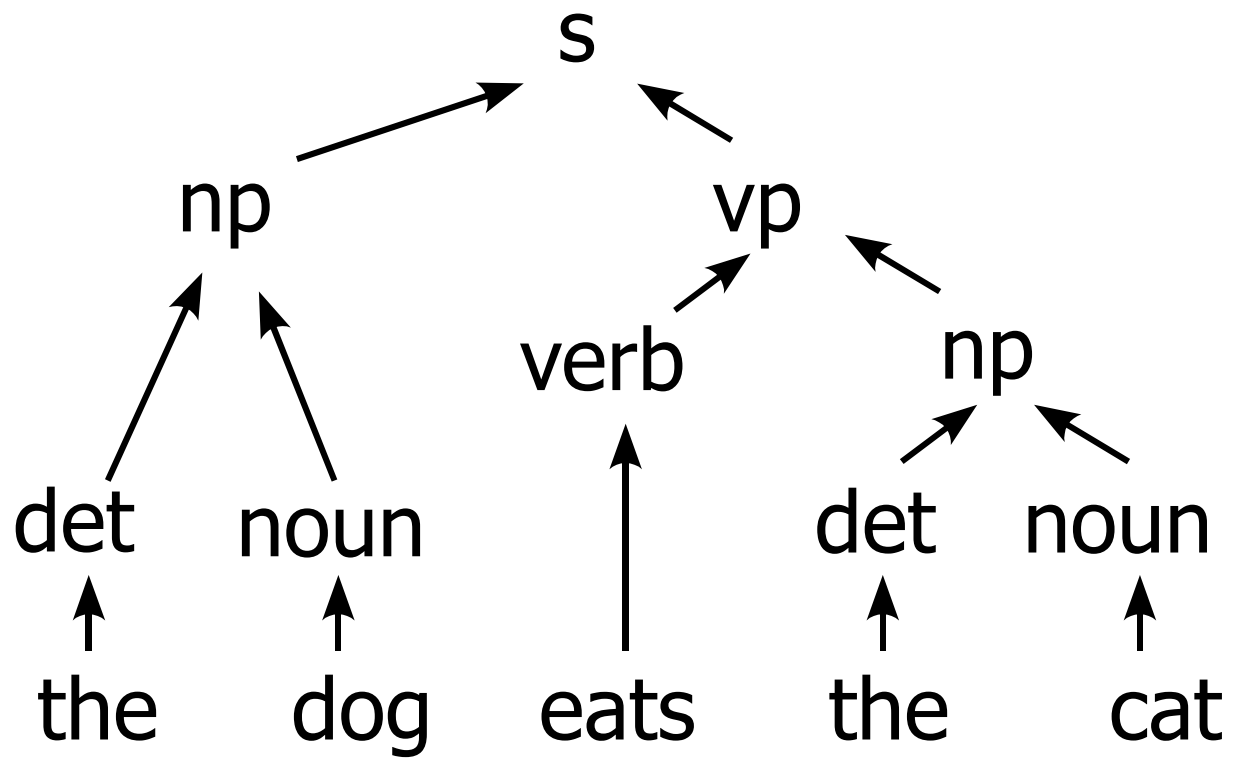 s
np vp
verb np
det noun det noun
the dog eats the cat